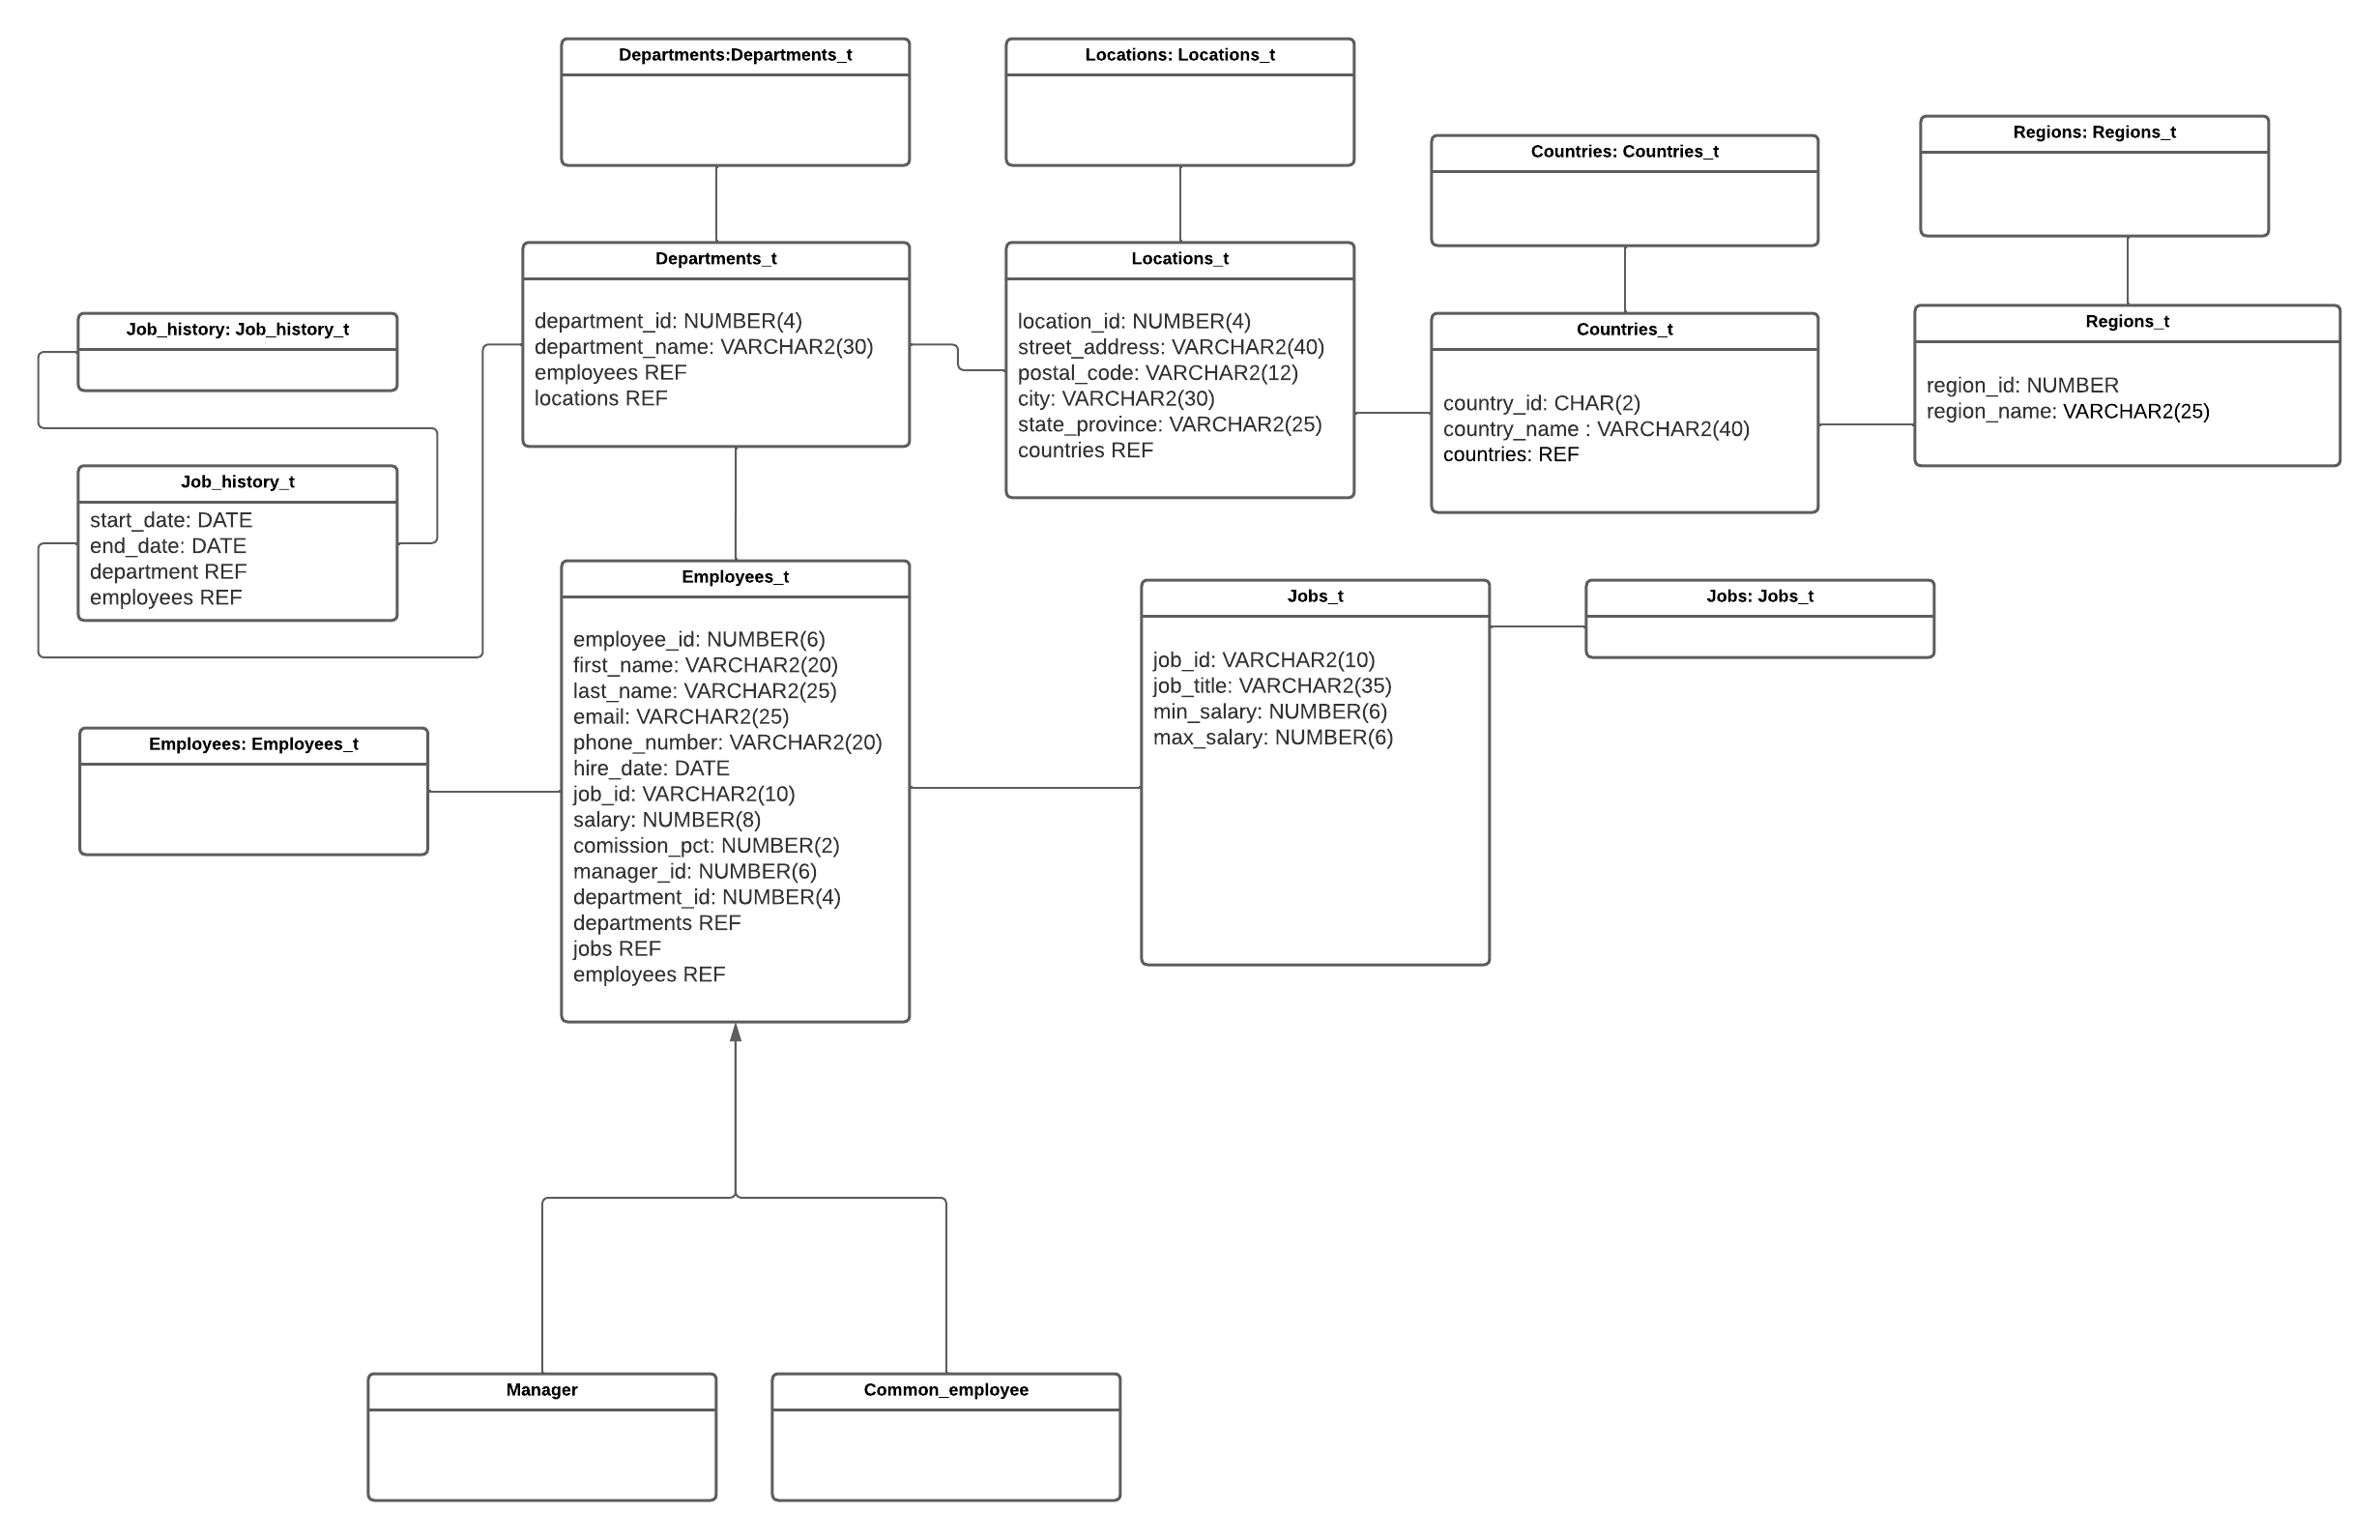 Departments:Departments_t
Locations: Locations_t
Countries: Countries_t
Regions: Regions_t
Departments_t
department_id: NUMBER(4)
department_name: VARCHAR2(30)
employees REF
locations REF
Locations_t
location_id: NUMBER(4)
street_address: VARCHAR2(40)
postal_code: VARCHAR2(12)
city: VARCHAR2(30)
state_province: VARCHAR2(25)
countries REF
Countries_t
country_id: CHAR(2)
country_name : VARCHAR2(40)
countries: REF
Regions_t
region_id: NUMBER
region_name: VARCHAR2(25)
Job_history: Job_history_t
Job_history_t
start_date: DATE
end_date: DATE
department REF
employees REF
Employees_t
employee_id: NUMBER(6)
first_name: VARCHAR2(20)
last_name: VARCHAR2(25)
email: VARCHAR2(25)
phone_number: VARCHAR2(20)
hire_date: DATE
job_id: VARCHAR2(10)
salary: NUMBER(8)
comission_pct: NUMBER(2)
manager_id: NUMBER(6)
department_id: NUMBER(4)
departments REF
jobs REF
employees REF
Jobs_t
job_id: VARCHAR2(10)
job_title: VARCHAR2(35)
min_salary: NUMBER(6)
max_salary: NUMBER(6)
Jobs: Jobs_t
Employees: Employees_t
Manager
Common_employee